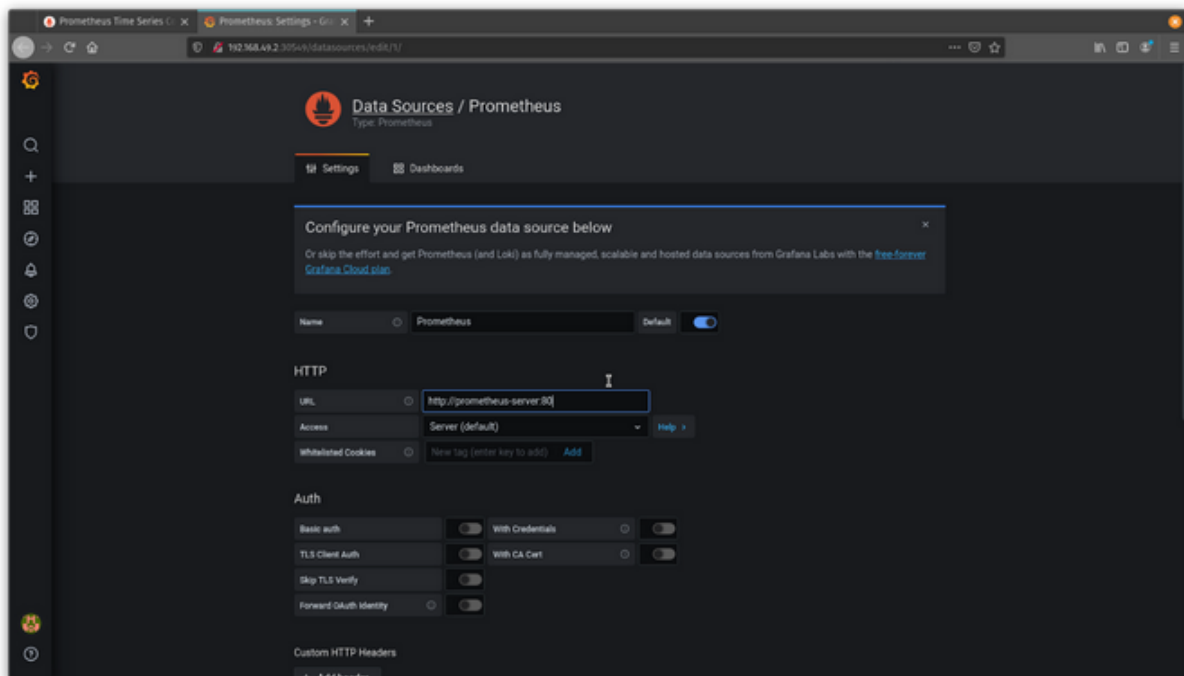 Prometheus Time Series Co
Prometheus: Settings - Gra
192.168.49.2:30549/datasources/edit/1/
Data Sources / Prometheus
Type: Prometheus
Settings
Dashboards
Configure your Prometheus data source below
Or skip the effort and get Prometheus (and Loki) as fully managed, scalable and hosted data sources from Grafana Labs with the free-forever
Grafana Cloud plan.
Name
Prometheus
Default
HTTP
URL
http://prometheus-server:80
Access
Server (default)
Help >
Whitelisted Cookies
New tag (enter key to add)
Add
Auth
Basic auth
With Credentials
TLS Client Auth
With CA Cert
Skip TLS Verify
Forward OAuth Identity
Custom HTTP Headers
Add header